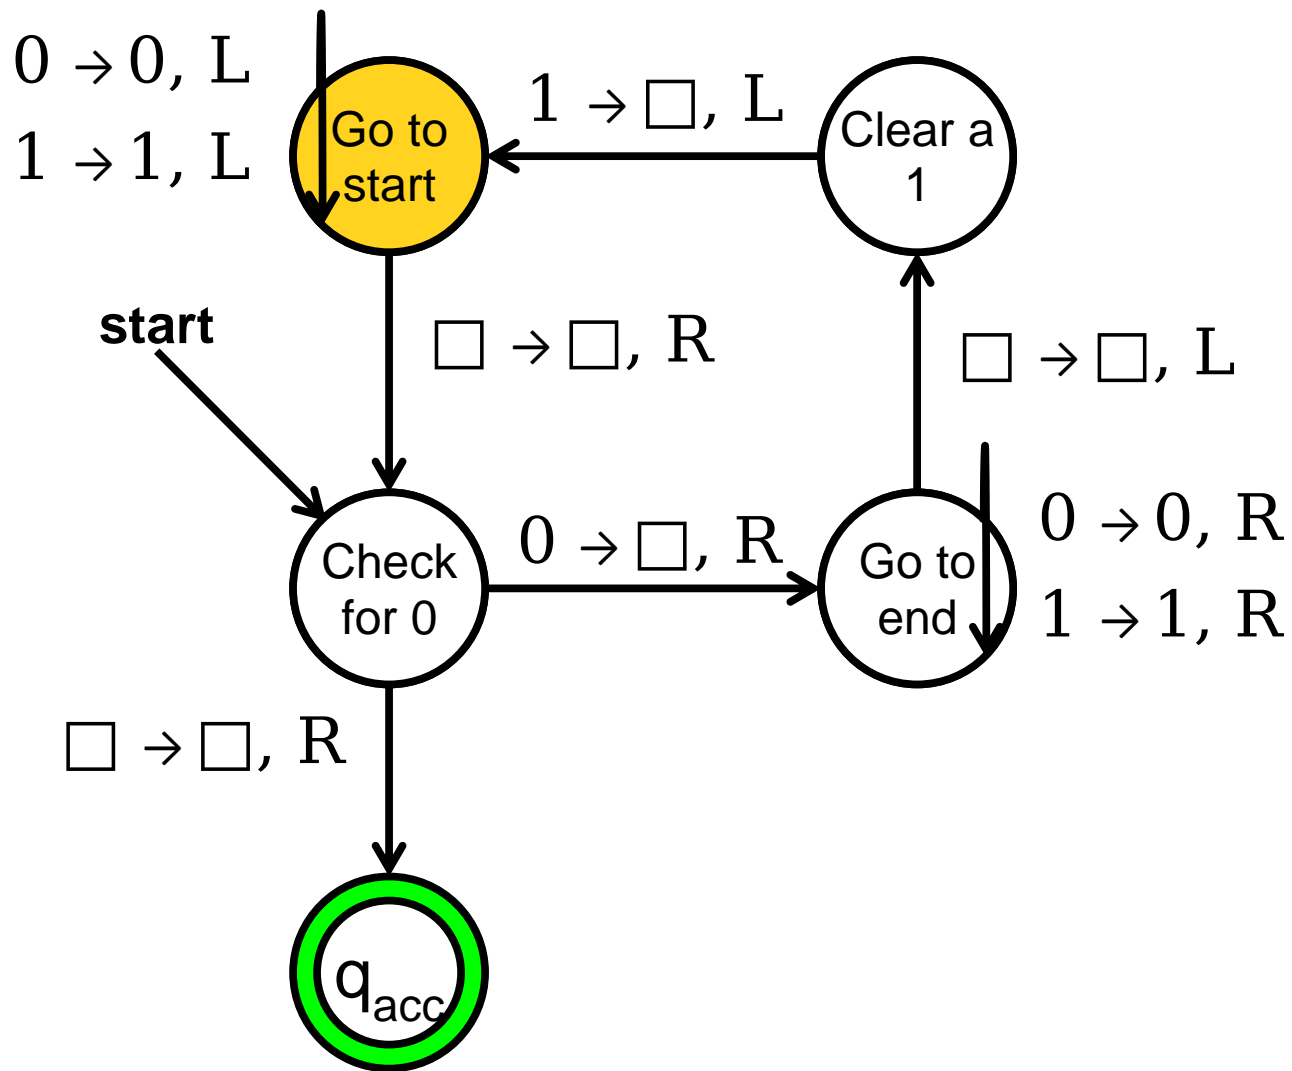 0 → 0, L
1 → 1, L
Go to
start
1 → □, L
Clear a
1
start
□ → □, R
□ → □, L
Check
for 0
0 → □, R
Go to
end
0 → 0, R
1 → 1, R
□ → □, R
q_acc